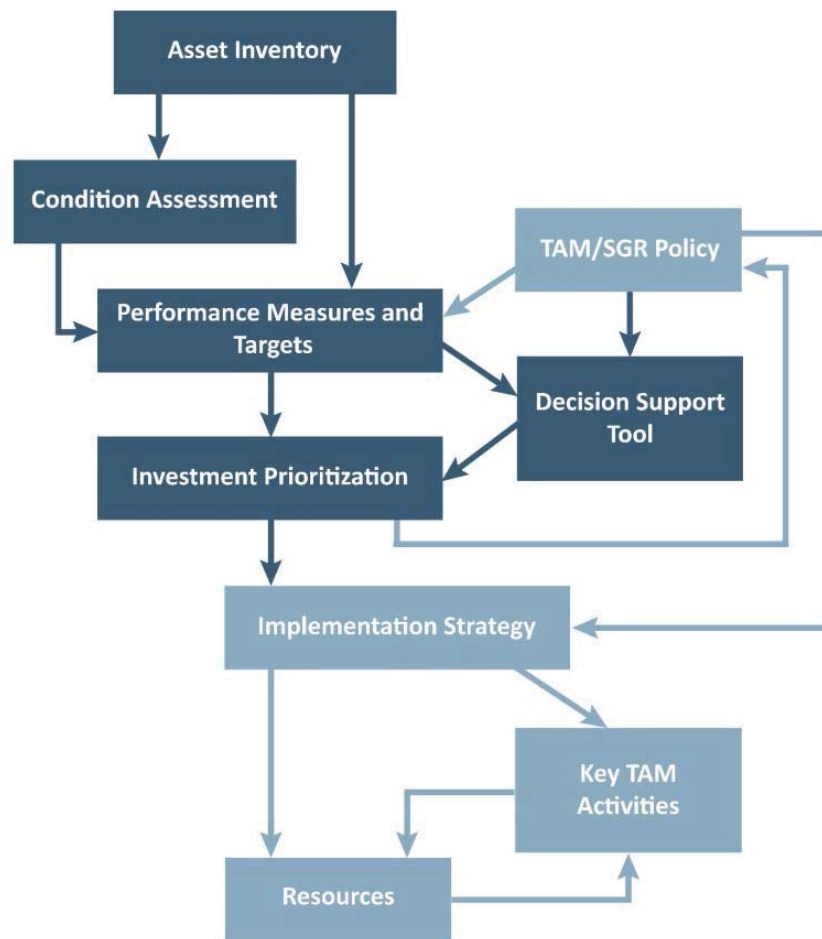 Asset Inventory
Condition Assessment
TAM/SGR Policy
Performance Measures and
Targets
Decision Support
Tool
Investment Prioritization
Implementation Strategy
Key TAM
Activities
Resources